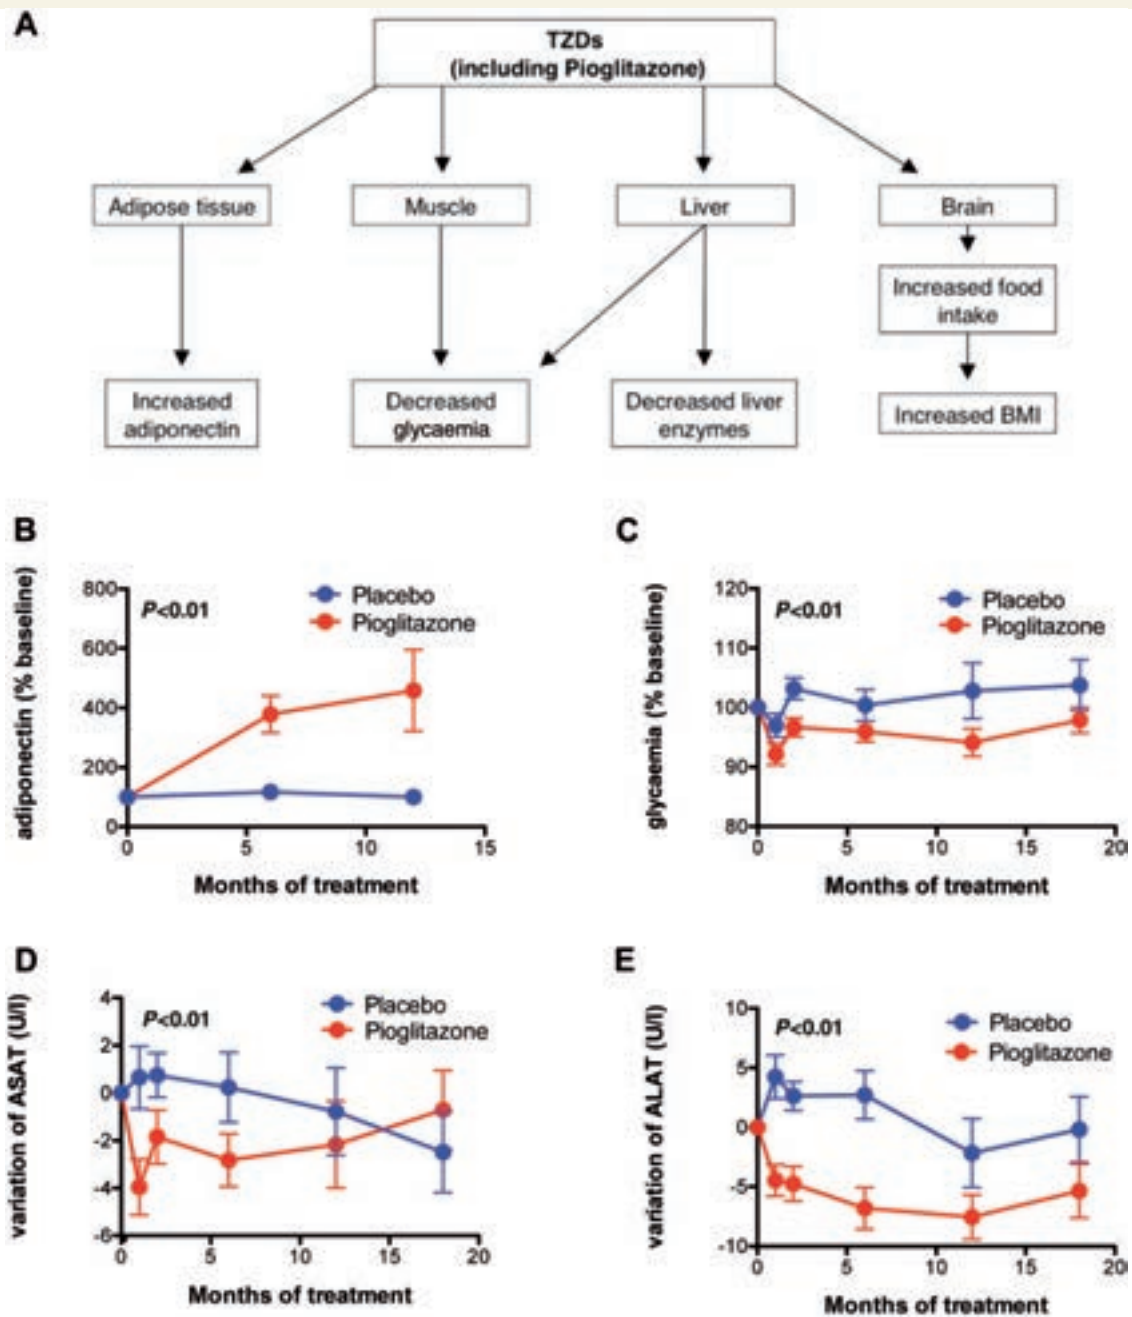 A
TZDs
(including Pioglitazone)
Adipose tissue
Muscle
Liver
Brain
Increased food
intake
Increased
adiponectin
Decreased
glycaemia
Decreased liver
enzymes
Increased BMI
B
adiponectin (% baseline)
800
600
400
200
0
P<0.01
Placebo
Pioglitazone
0 5 10 15
Months of treatment
C
glycaemia (% baseline)
120
110
100
90
80
P<0.01
Placebo
Pioglitazone
0 5 10 15 20
Months of treatment
D
variation of ASAT (U/l)
4
2
0
-2
-4
-6
P<0.01
Placebo
Pioglitazone
0 5 10 15 20
Months of treatment
E
variation of ALAT (U/l)
10
5
0
-5
-10
P<0.01
Placebo
Pioglitazone
0 5 10 15 20
Months of treatment